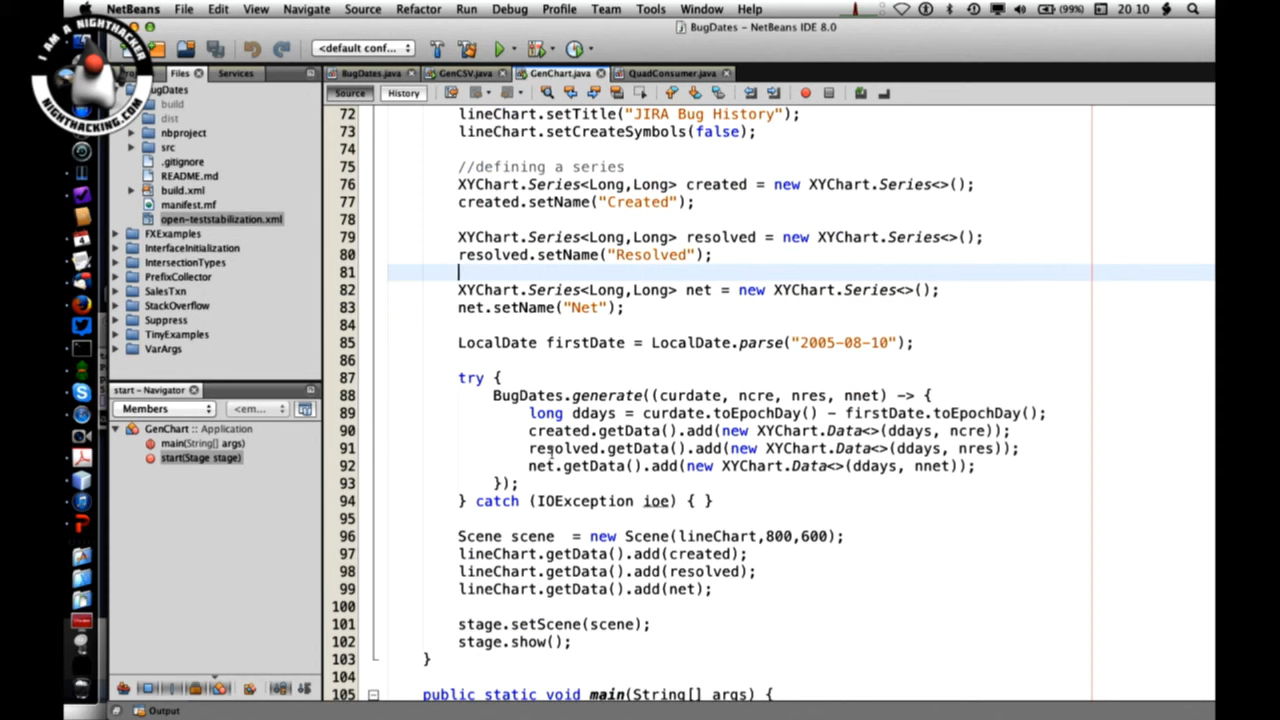 NetBeans File Edit View Navigate Source Refactor Run Debug Profile Team Tools Window Help (99%) 20 10
BugDates - NetBeans IDE 8.0
I AM A NIGHTHACKER
NIGHTHACKING.COM
<default conf...
Files Services
BugDates.java GenCSV.java GenChart.java QuadConsumer.java
Source History
BugDates
build
dist
nbproject
src
.gitignore
README.md
build.xml
manifest.mf
open-teststabilization.xml
FXExamples
InterfaceInitialization
IntersectionTypes
PrefixCollector
SalesTxn
StackOverflow
Suppress
TinyExamples
VarArgs
start - Navigator
Members <em...
GenChart :: Application
main(String[] args)
start(Stage stage)
72 lineChart.setTitle("JIRA Bug History");
73 lineChart.setCreateSymbols(false);
74
75 //defining a series
76 XYChart.Series<Long,Long> created = new XYChart.Series<>();
77 created.setName("Created");
78
79 XYChart.Series<Long,Long> resolved = new XYChart.Series<>();
80 resolved.setName("Resolved");
81
82 XYChart.Series<Long,Long> net = new XYChart.Series<>();
83 net.setName("Net");
84
85 LocalDate firstDate = LocalDate.parse("2005-08-10");
86
87 try {
88 BugDates.generate((curdate, ncre, nres, nnet) -> {
89 long ddays = curdate.toEpochDay() - firstDate.toEpochDay();
90 created.getData().add(new XYChart.Data<>(ddays, ncre));
91 resolved.getData().add(new XYChart.Data<>(ddays, nres));
92 net.getData().add(new XYChart.Data<>(ddays, nnet));
93 });
94 } catch (IOException ioe) { }
95
96 Scene scene = new Scene(lineChart,800,600);
97 lineChart.getData().add(created);
98 lineChart.getData().add(resolved);
99 lineChart.getData().add(net);
100
101 stage.setScene(scene);
102 stage.show();
103 }
104
105 public static void main(String[] args) {
Output